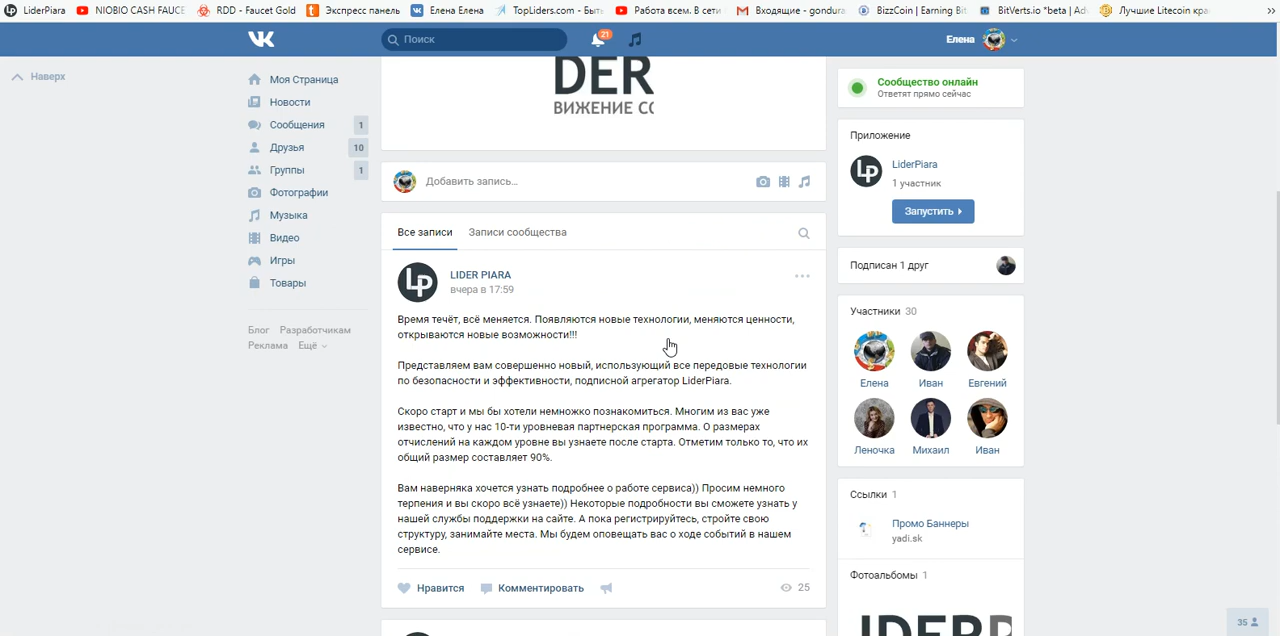 LiderPiara
NIOBIO CASH FAUCE
RDD - Faucet Gold
Экспресс панель
Елена Елена
TopLiders.com - Быть
Работа всем. В сети
Входящие - gondura
BizzCoin | Earning Bit
BitVerts.io *beta | Ad
Лучшие Litecoin кра
»
Поиск
21
Елена
Наверх
Моя Страница
Новости
Сообщения 1
Друзья 10
Группы 1
Фотографии
Музыка
Видео
Игры
Товары
Блог Разработчикам
Реклама Ещё
DER
ВИЖЕНИЕ СО
Добавить запись...
Все записи Записи сообщества
LP
LIDER PIARA
вчера в 17:59
Время течёт, всё меняется. Появляются новые технологии, меняются ценности,
открываются новые возможности!!!
Представляем вам совершенно новый, использующий все передовые технологии
по безопасности и эффективности, подписной агрегатор LiderPiara.
Скоро старт и мы бы хотели немножко познакомиться. Многим из вас уже
известно, что у нас 10-ти уровневая партнерская программа. О размерах
отчислений на каждом уровне вы узнаете после старта. Отметим только то, что их
общий размер составляет 90%.
Вам наверняка хочется узнать подробнее о работе сервиса)) Просим немного
терпения и вы скоро всё узнаете)) Некоторые подробности вы сможете узнать у
нашей службы поддержки на сайте. А пока регистрируйтесь, стройте свою
структуру, занимайте места. Мы будем оповещать вас о ходе событий в нашем
сервисе.
Нравится Комментировать 25
Сообщество онлайн
Ответят прямо сейчас
Приложение
LP
LiderPiara
1 участник
Запустить
Подписан 1 друг
Участники 30
Елена Иван Евгений
Леночка Михаил Иван
Ссылки 1
Промо Баннеры
yadi.sk
Фотоальбомы 1
IDERP
35